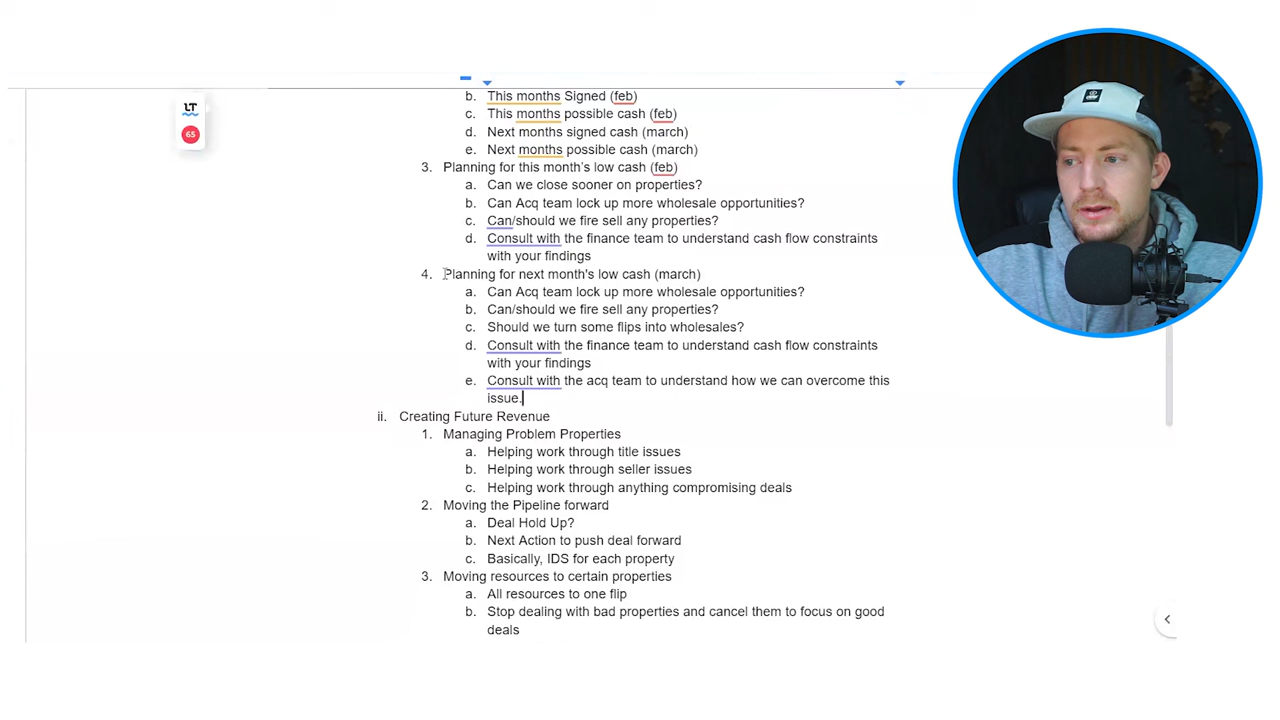 LT
65
b. This months Signed (feb)
c. This months possible cash (feb)
d. Next months signed cash (march)
e. Next months possible cash (march)
3. Planning for this month's low cash (feb)
a. Can we close sooner on properties?
b. Can Acq team lock up more wholesale opportunities?
c. Can/should we fire sell any properties?
d. Consult with the finance team to understand cash flow constraints
with your findings
4. Planning for next month's low cash (march)
a. Can Acq team lock up more wholesale opportunities?
b. Can/should we fire sell any properties?
c. Should we turn some flips into wholesales?
d. Consult with the finance team to understand cash flow constraints
with your findings
e. Consult with the acq team to understand how we can overcome this
issue.
ii. Creating Future Revenue
1. Managing Problem Properties
a. Helping work through title issues
b. Helping work through seller issues
c. Helping work through anything compromising deals
2. Moving the Pipeline forward
a. Deal Hold Up?
b. Next Action to push deal forward
c. Basically, IDS for each property
3. Moving resources to certain properties
a. All resources to one flip
b. Stop dealing with bad properties and cancel them to focus on good
deals